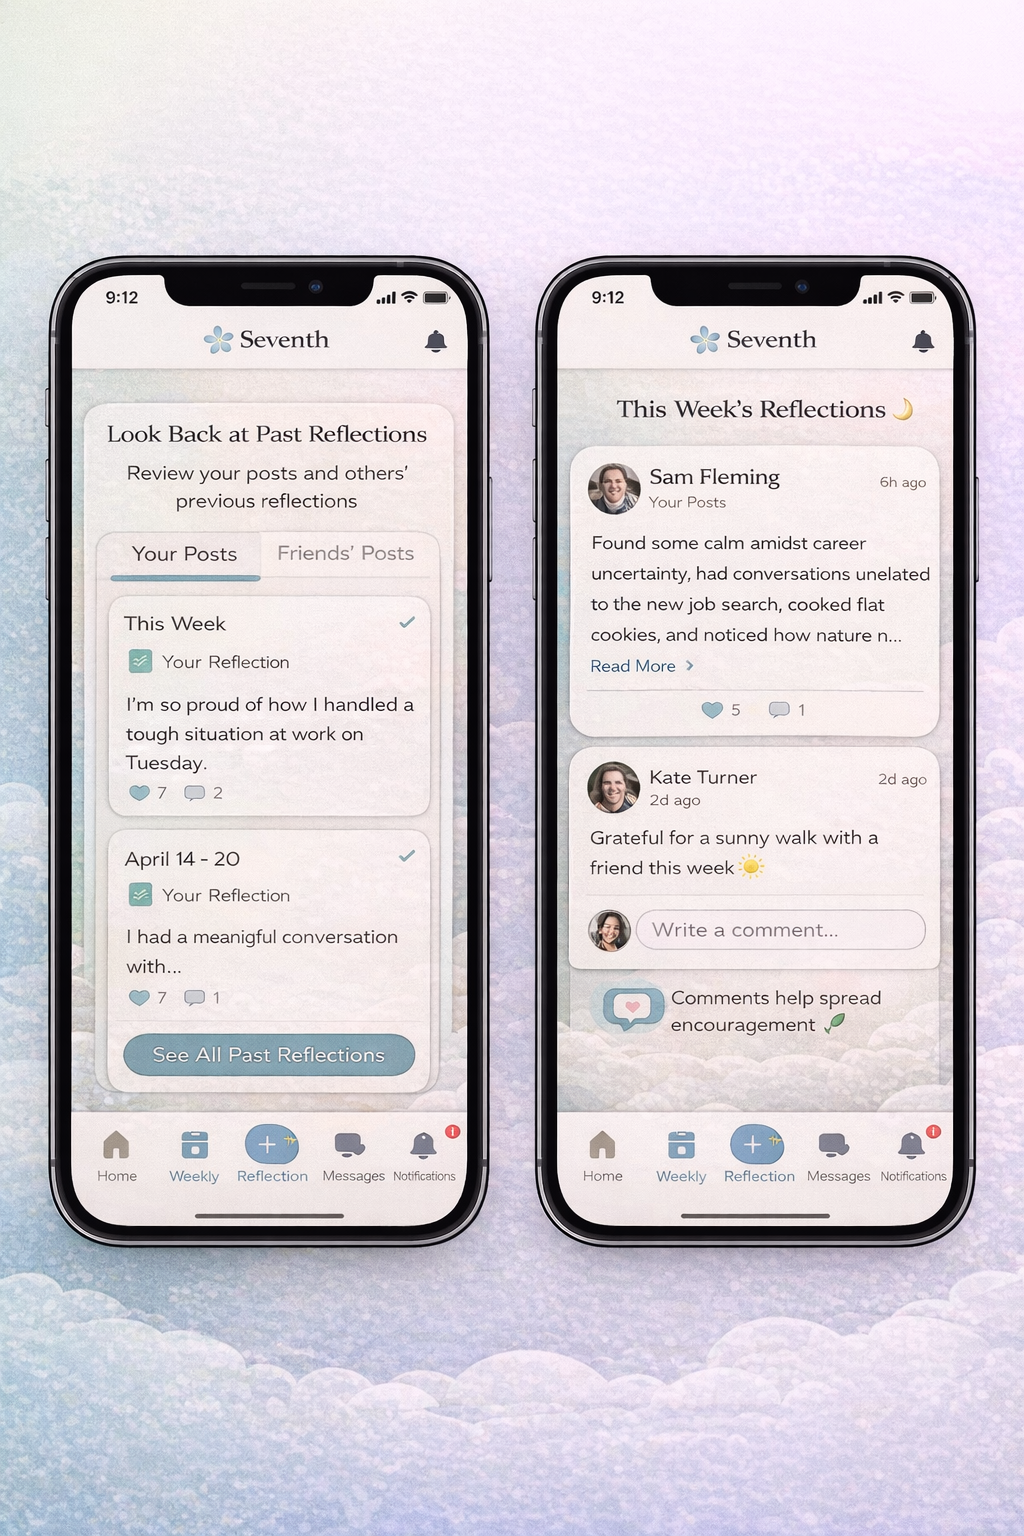 9:12
Seventh
Look Back at Past Reflections
Review your posts and others'
previous reflections
Your Posts
Friends' Posts
This Week
Your Reflection
I'm so proud of how I handled a
tough situation at work on
Tuesday.
7
2
April 14 - 20
Your Reflection
I had a meanigful conversation
with...
7
1
See All Past Reflections
Home
Weekly
Reflection
Messages
Notifications
9:12
Seventh
This Week's Reflections 🌙
Sam Fleming
6h ago
Your Posts
Found some calm amidst career
uncertainty, had conversations unelated
to the new job search, cooked flat
cookies, and noticed how nature n...
Read More >
5
1
Kate Turner
2d ago
2d ago
Grateful for a sunny walk with a
friend this week ☀️
Write a comment...
Comments help spread
encouragement
Home
Weekly
Reflection
Messages
Notifications